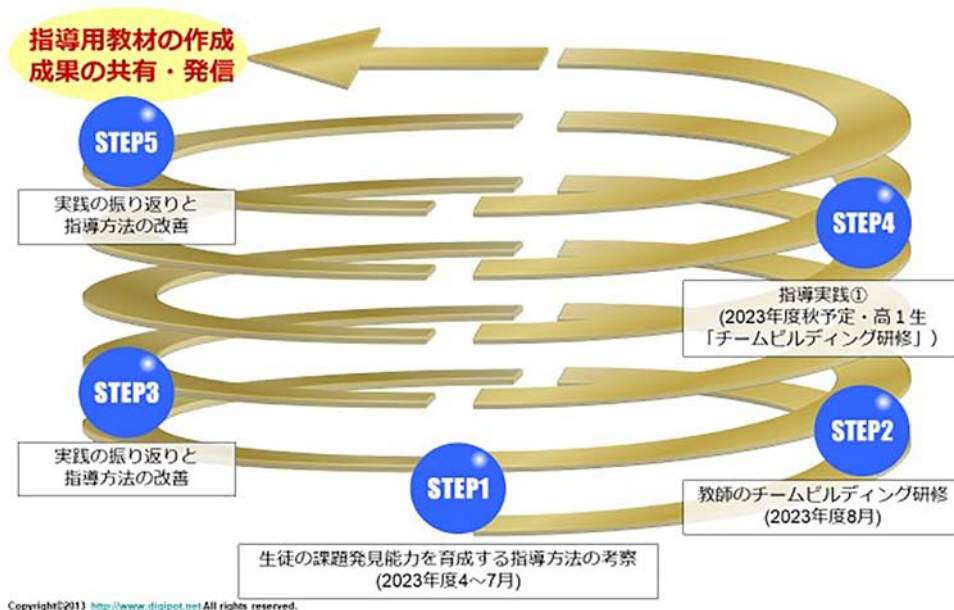 指導用教材の作成
成果の共有・発信
STEP5
実践の振り返りと
指導方法の改善
STEP4
指導実践①
(2023年度秋予定・高1生
「チームビルディング研修」)
STEP3
実践の振り返りと
指導方法の改善
STEP2
教師のチームビルディング研修
(2023年度8月)
STEP1
生徒の課題発見能力を育成する指導方法の考察
(2023年度4～7月)
Copyright©2013 http://www.digipot.net All rights reserved.